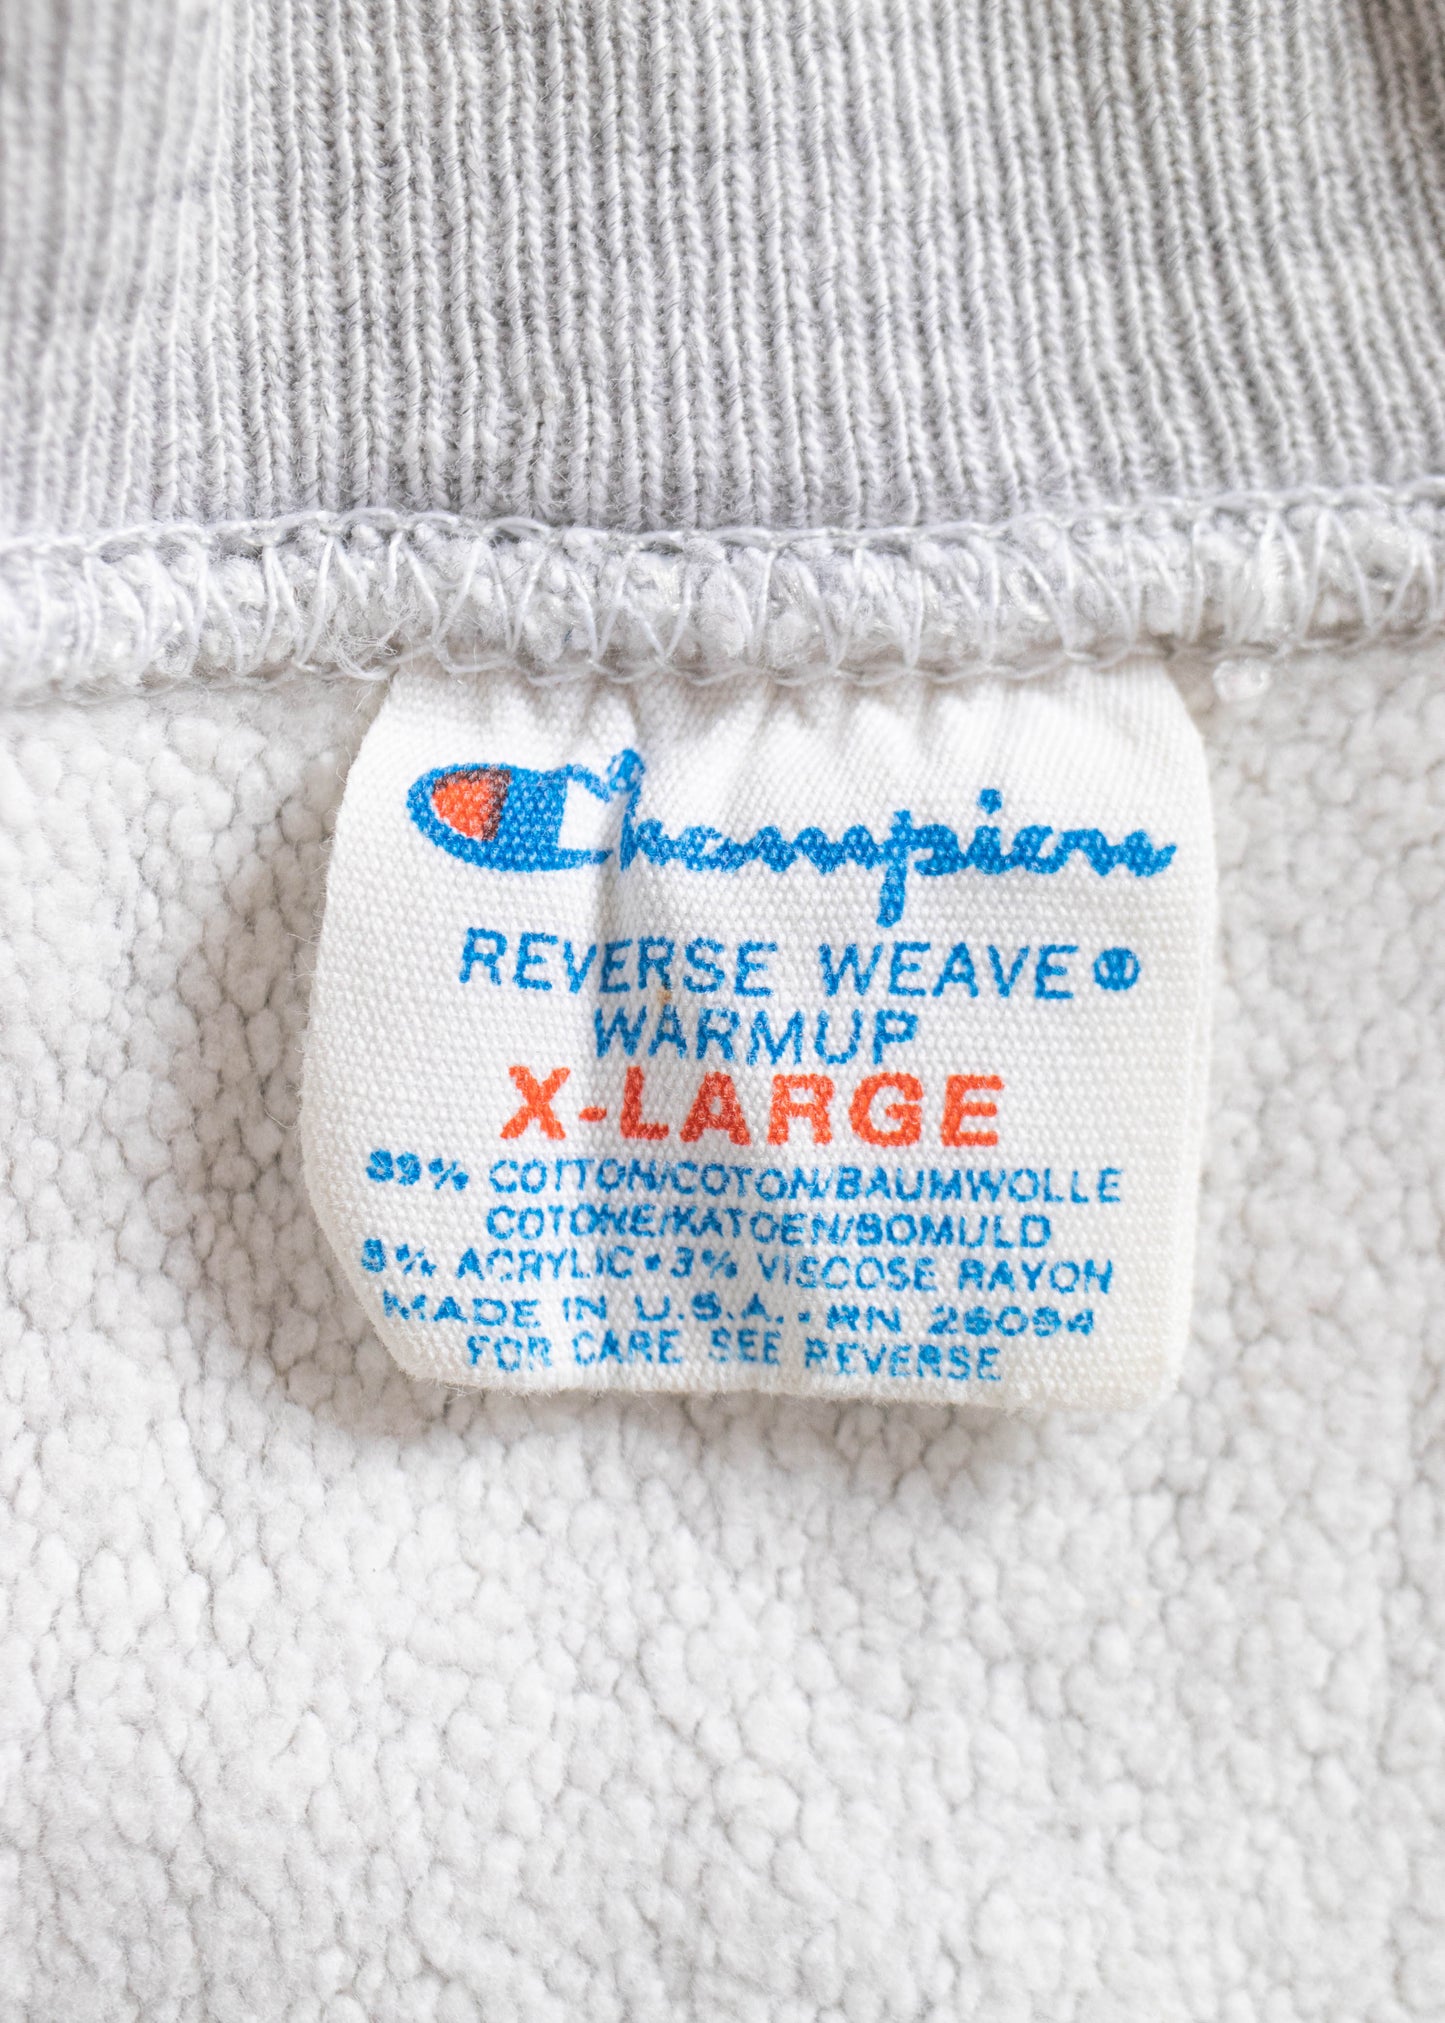 Champion
REVERSE WEAVE®
WARMUP
X-LARGE
89% COTTON/COTON/BAUMWOLLE
COTONE/KATOEN/BOMULD
8% ACRYLIC • 3% VISCOSE RAYON
MADE IN U.S.A. • RN 26094
FOR CARE SEE REVERSE